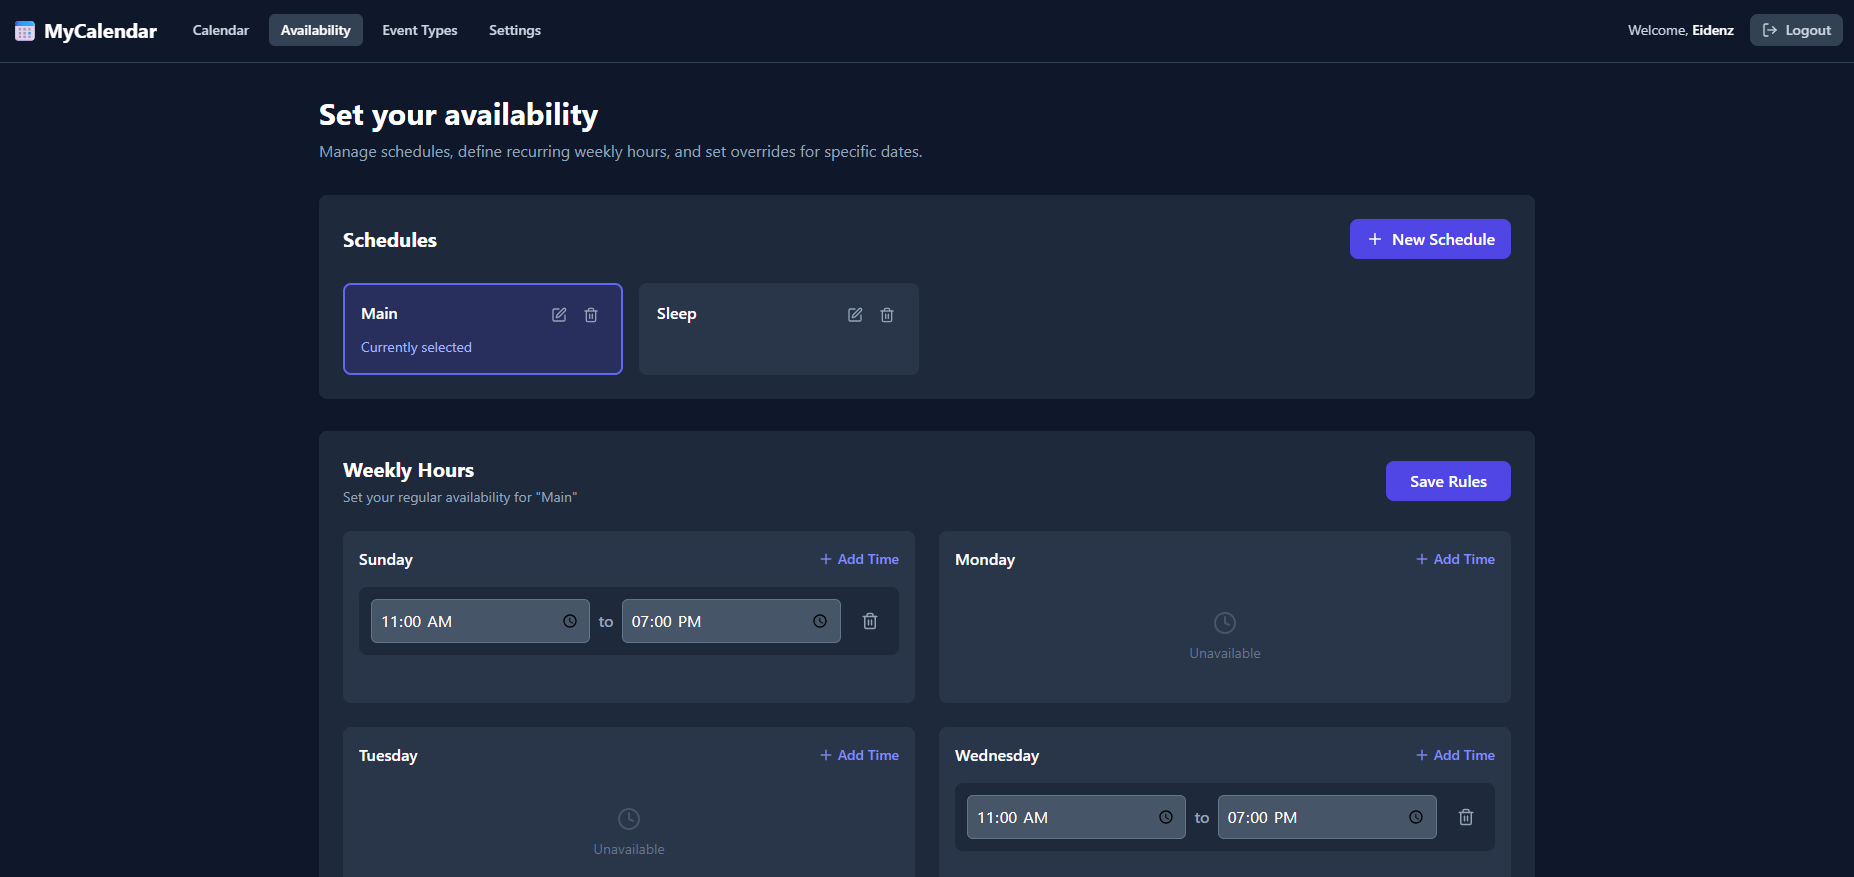 MyCalendar Calendar Availability Event Types Settings Welcome, Eidenz Logout
Set your availability
Manage schedules, define recurring weekly hours, and set overrides for specific dates.
Schedules New Schedule
Main Sleep
Currently selected
Weekly Hours
Save Rules
Set your regular availability for "Main"
Sunday + Add Time Monday + Add Time
11:00 AM to 07:00 PM
Unavailable
Tuesday + Add Time Wednesday + Add Time
11:00 AM to 07:00 PM
Unavailable